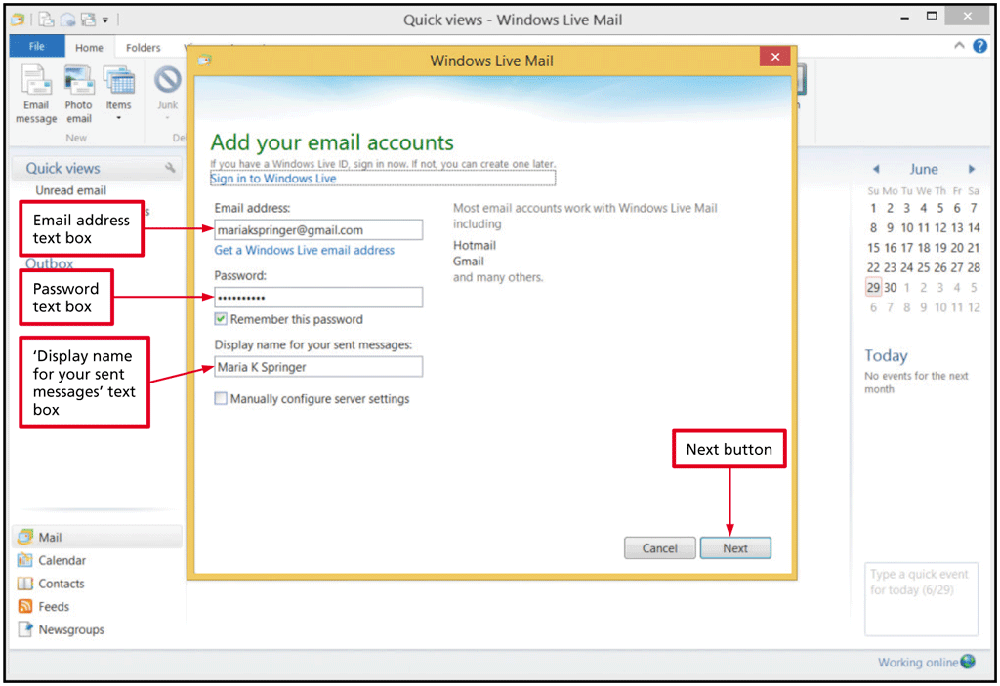 Quick views - Windows Live Mail
File
Home
Folders
Email message
Photo email
Items
Junk
New
Quick views
Unread email
Outbox
Mail
Calendar
Contacts
Feeds
Newsgroups
Windows Live Mail
Add your email accounts
If you have a Windows Live ID, sign in now. If not, you can create one later.
Sign in to Windows Live
Email address:
mariakspringer@gmail.com
Get a Windows Live email address
Password:
••••••••••
Remember this password
Display name for your sent messages:
Maria K Springer
Manually configure server settings
Most email accounts work with Windows Live Mail
including
Hotmail
Gmail
and many others.
Cancel
Next
Email address
text box
Password
text box
‘Display name
for your sent
messages’ text
box
Next button
June
Su Mo Tu We Th Fr Sa
1 2 3 4 5 6 7
8 9 10 11 12 13 14
15 16 17 18 19 20 21
22 23 24 25 26 27 28
29 30 1 2 3 4 5
6 7 8 9 10 11 12
Today
No events for the next
month
Type a quick event
for today (6/29)
Working online